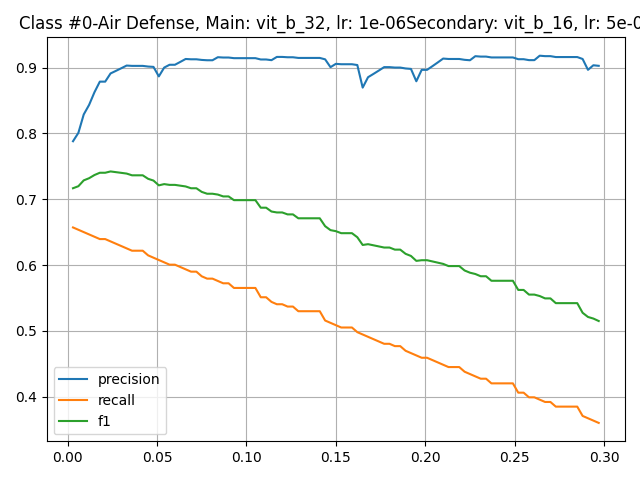 Class #0-Air Defense, Main: vit_b_32, lr: 1e-06Secondary: vit_b_16, lr: 5e-0
0.9
0.8
0.7
0.6
0.5
0.4
precision
recall
f1
0.00 0.05 0.10 0.15 0.20 0.25 0.30